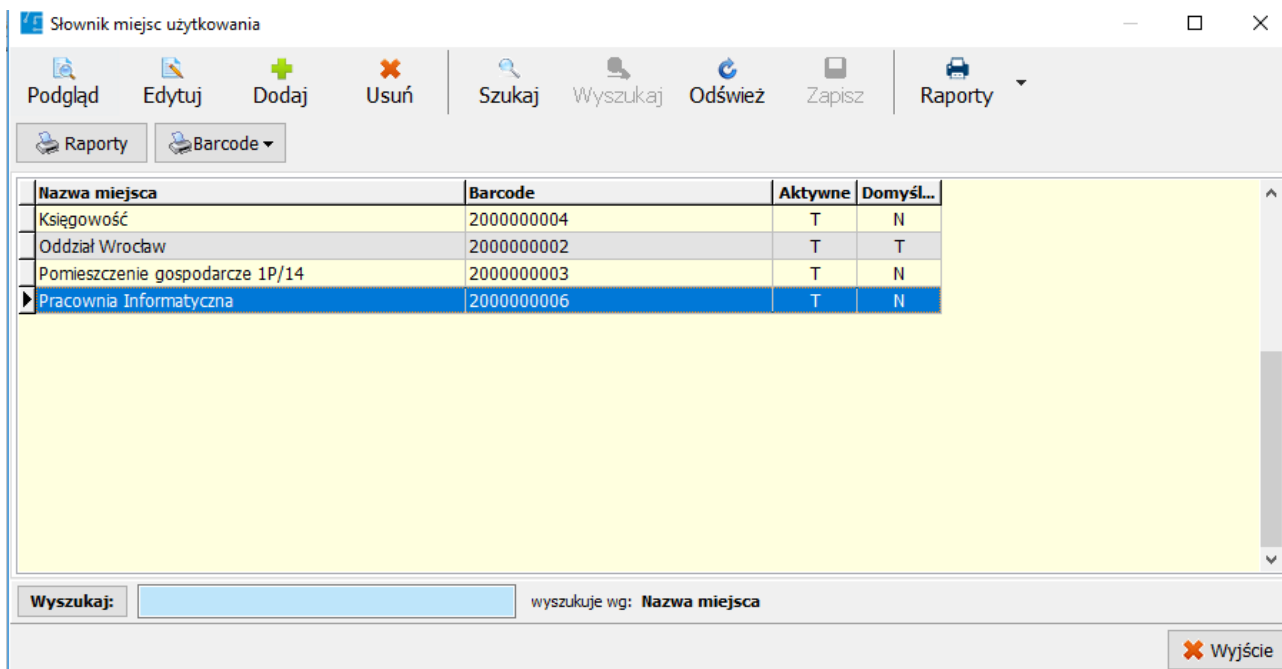 Słownik miejsc użytkowania
Podgląd Edytuj Dodaj Usuń Szukaj Wyszukaj Odśwież Zapisz Raporty
Raporty Barcode
Nazwa miejsca Barcode Aktywne Domyśl...
Księgowość 2000000004 T N
Oddział Wrocław 2000000002 T T
Pomieszczenie gospodarcze 1P/14 2000000003 T N
Pracownia Informatyczna 2000000006 T N
Wyszukaj: wyszukuje wg: Nazwa miejsca
Wyjście